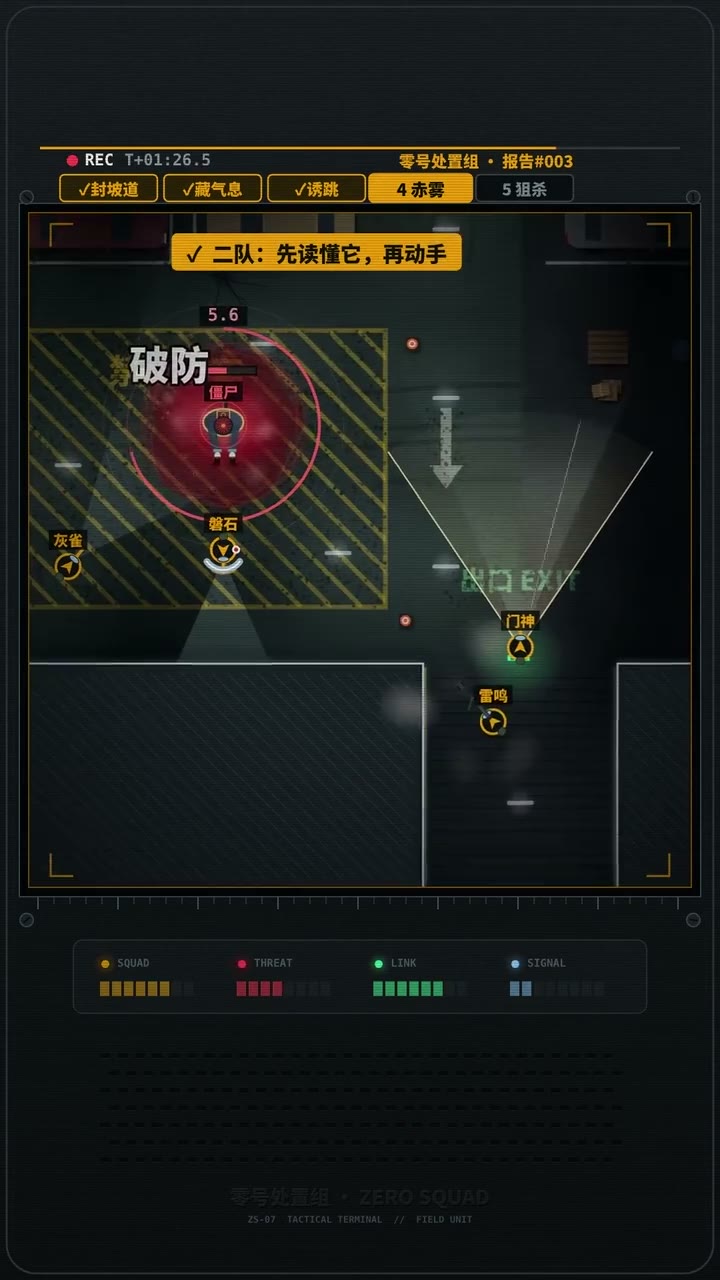 REC T+01:26.5
零号处置组 · 报告#003
✓封坡道 ✓藏气息 ✓诱跳 4 赤雾 5 狙杀
✓ 二队：先读懂它，再动手
5.6
破防
僵尸
磐石
灰雀
出口 EXIT
门神
雷鸣
SQUAD THREAT LINK SIGNAL
零号处置组 · ZERO SQUAD
ZS-07 TACTICAL TERMINAL // FIELD UNIT